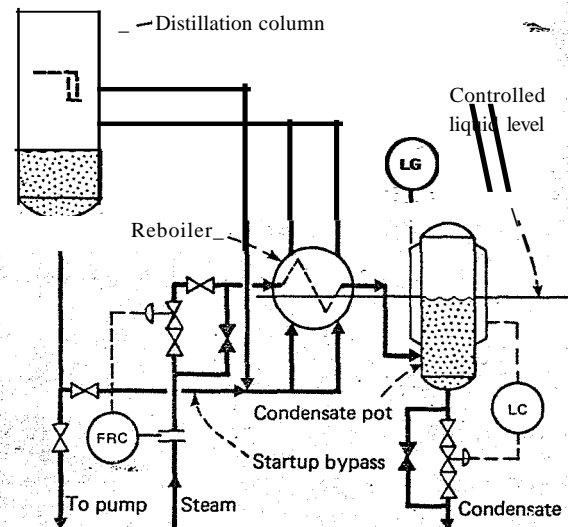 Distillation column
Controlled
liquid level
LG
Reboiler
Condensate pot
LC
FRC
Startup bypass
To pump
Steam
Condensate